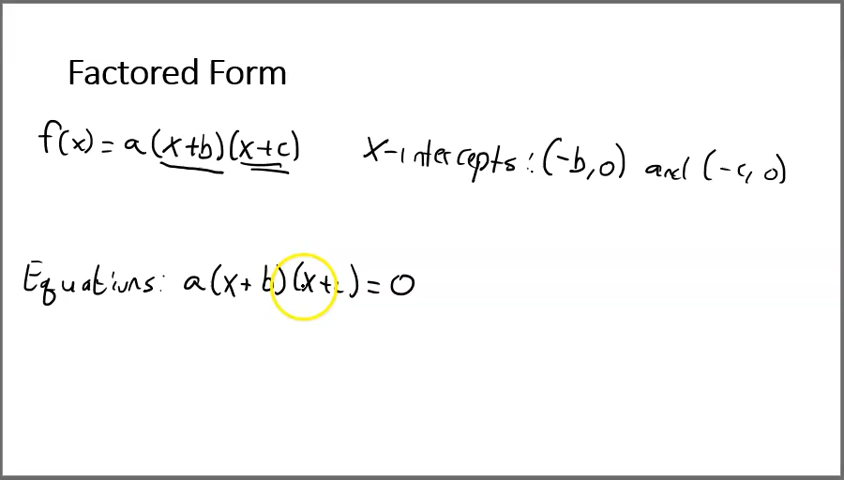 Factored Form
f(x) = a(x+b)(x+c) x-intercepts: (-b, 0) and (-c, 0)
Equations: a(x+b)(x+c) = 0